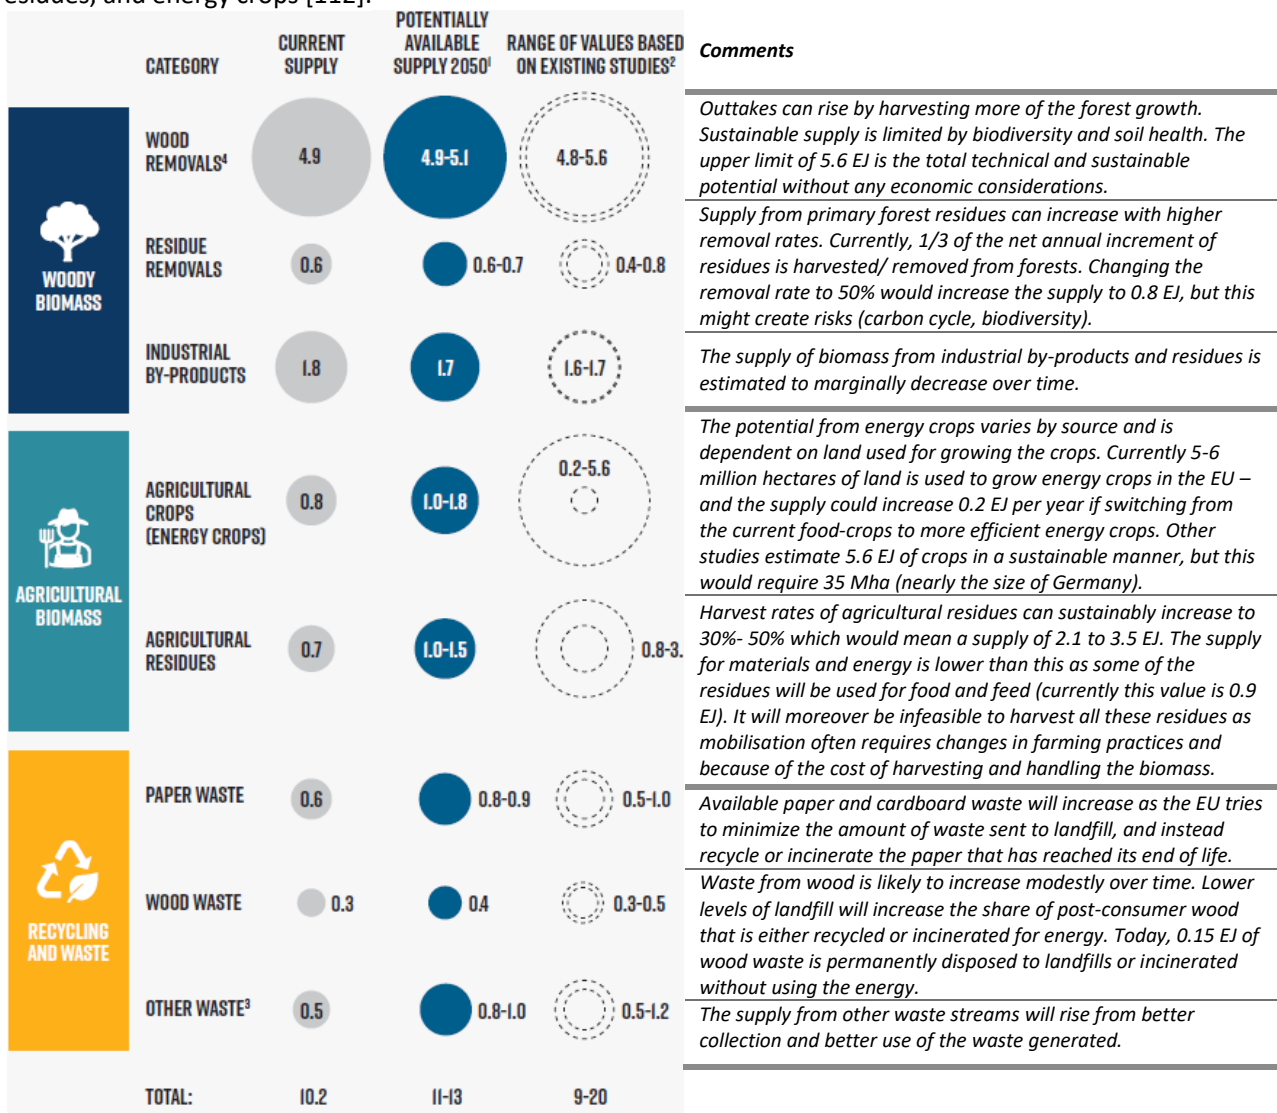 esidues, and energy crops [112].
CATEGORY
CURRENT
SUPPLY
POTENTIALLY
AVAILABLE
SUPPLY 2050¹
RANGE OF VALUES BASED
ON EXISTING STUDIES²
Comments
WOODY
BIOMASS
WOOD
REMOVALS⁴
4.9
4.9-5.1
4.8-5.6
Outtakes can rise by harvesting more of the forest growth.
Sustainable supply is limited by biodiversity and soil health. The
upper limit of 5.6 EJ is the total technical and sustainable
potential without any economic considerations.
RESIDUE
REMOVALS
0.6
0.6-0.7
0.4-0.8
Supply from primary forest residues can increase with higher
removal rates. Currently, 1/3 of the net annual increment of
residues is harvested/ removed from forests. Changing the
removal rate to 50% would increase the supply to 0.8 EJ, but this
might create risks (carbon cycle, biodiversity).
INDUSTRIAL
BY-PRODUCTS
1.8
1.7
1.6-1.7
The supply of biomass from industrial by-products and residues is
estimated to marginally decrease over time.
AGRICULTURAL
BIOMASS
AGRICULTURAL
CROPS
(ENERGY CROPS)
0.8
1.0-1.8
0.2-5.6
The potential from energy crops varies by source and is
dependent on land used for growing the crops. Currently 5-6
million hectares of land is used to grow energy crops in the EU –
and the supply could increase 0.2 EJ per year if switching from
the current food-crops to more efficient energy crops. Other
studies estimate 5.6 EJ of crops in a sustainable manner, but this
would require 35 Mha (nearly the size of Germany).
AGRICULTURAL
RESIDUES
0.7
1.0-1.5
0.8-3.
Harvest rates of agricultural residues can sustainably increase to
30%- 50% which would mean a supply of 2.1 to 3.5 EJ. The supply
for materials and energy is lower than this as some of the
residues will be used for food and feed (currently this value is 0.9
EJ). It will moreover be infeasible to harvest all these residues as
mobilisation often requires changes in farming practices and
because of the cost of harvesting and handling the biomass.
RECYCLING
AND WASTE
PAPER WASTE
0.6
0.8-0.9
0.5-1.0
Available paper and cardboard waste will increase as the EU tries
to minimize the amount of waste sent to landfill, and instead
recycle or incinerate the paper that has reached its end of life.
WOOD WASTE
0.3
0.4
0.3-0.5
Waste from wood is likely to increase modestly over time. Lower
levels of landfill will increase the share of post-consumer wood
that is either recycled or incinerated for energy. Today, 0.15 EJ of
wood waste is permanently disposed to landfills or incinerated
without using the energy.
OTHER WASTE³
0.5
0.8-1.0
0.5-1.2
The supply from other waste streams will rise from better
collection and better use of the waste generated.
TOTAL:
10.2
11-13
9-20